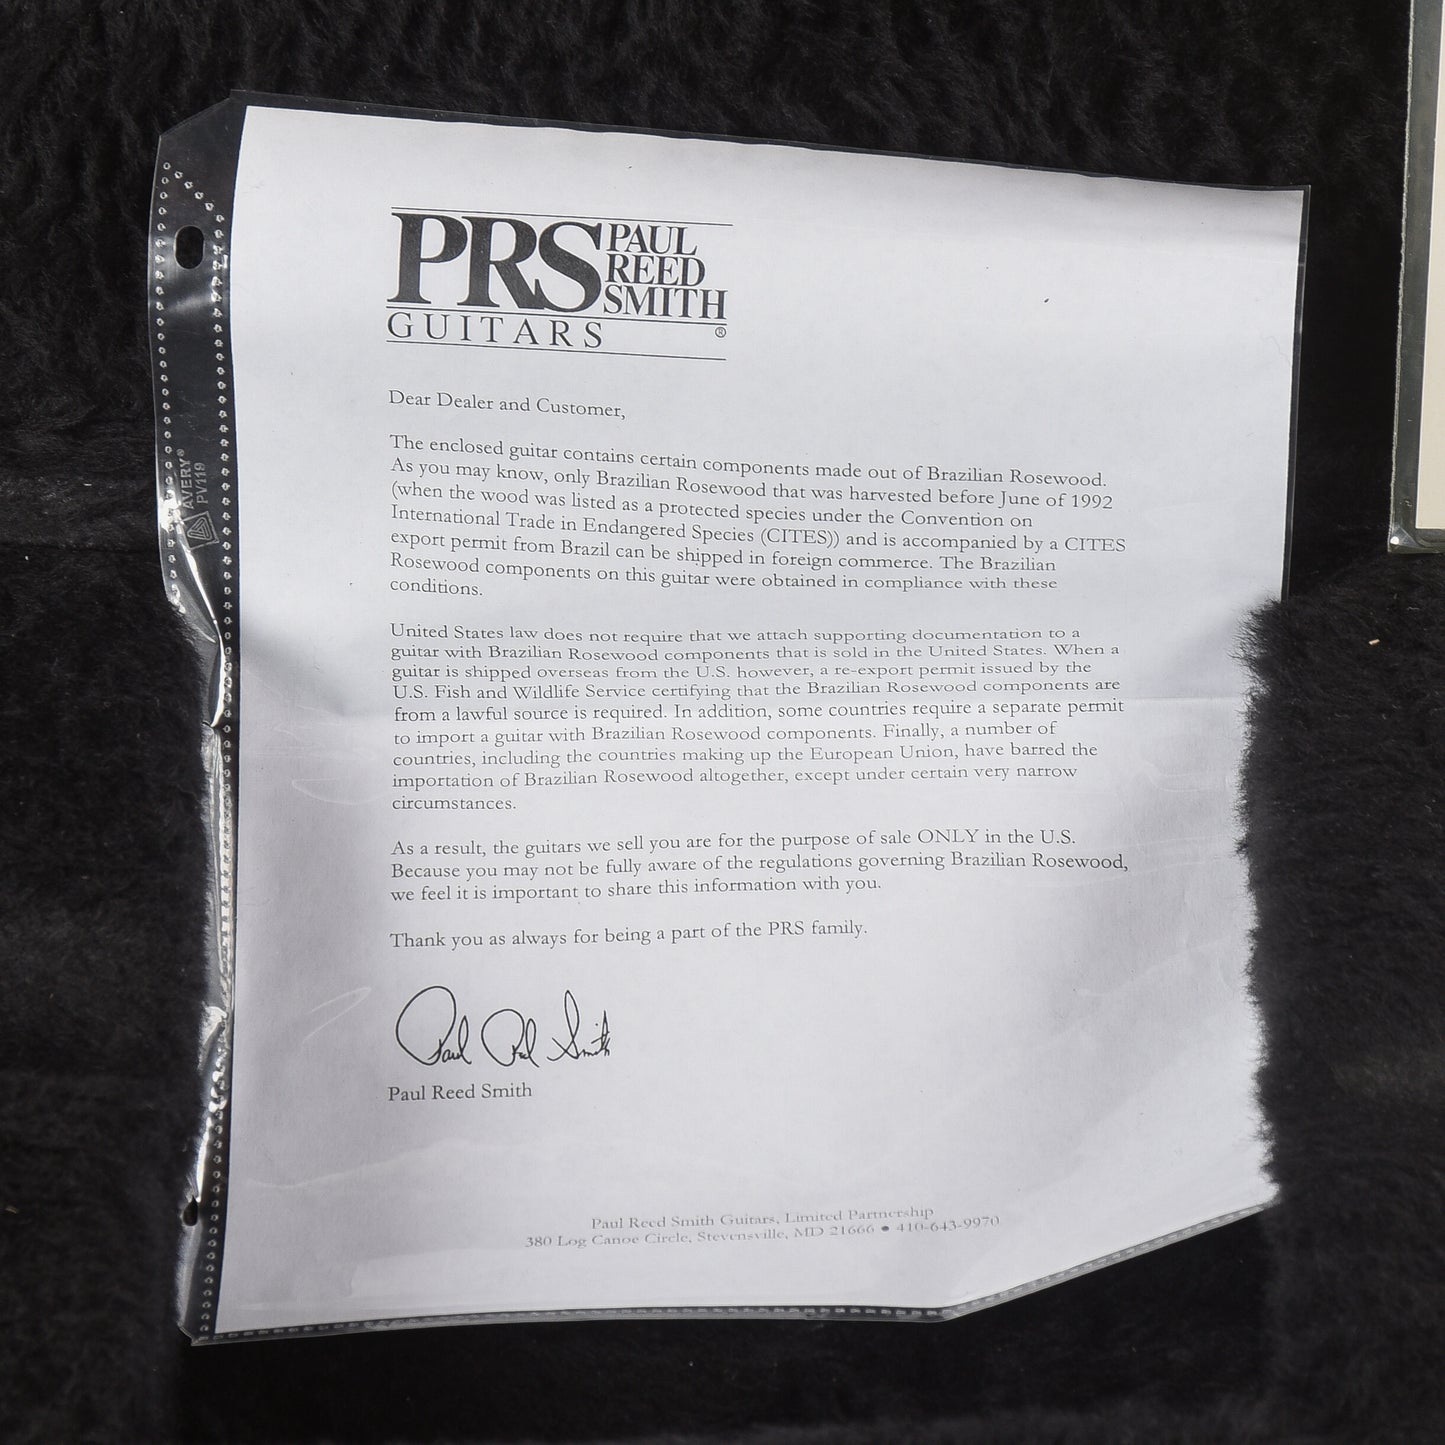 PRS PAUL
REED
SMITH
GUITARS ®
Dear Dealer and Customer,
The enclosed guitar contains certain components made out of Brazilian Rosewood.
As you may know, only Brazilian Rosewood that was harvested before June of 1992
(when the wood was listed as a protected species under the Convention on
International Trade in Endangered Species (CITES)) and is accompanied by a CITES
export permit from Brazil can be shipped in foreign commerce. The Brazilian
Rosewood components on this guitar were obtained in compliance with these
conditions.
United States law does not require that we attach supporting documentation to a
guitar with Brazilian Rosewood components that is sold in the United States. When a
guitar is shipped overseas from the U.S. however, a re-export permit issued by the
U.S. Fish and Wildlife Service certifying that the Brazilian Rosewood components are
from a lawful source is required. In addition, some countries require a separate permit
to import a guitar with Brazilian Rosewood components. Finally, a number of
countries, including the countries making up the European Union, have barred the
importation of Brazilian Rosewood altogether, except under certain very narrow
circumstances.
As a result, the guitars we sell you are for the purpose of sale ONLY in the U.S.
Because you may not be fully aware of the regulations governing Brazilian Rosewood,
we feel it is important to share this information with you.
Thank you as always for being a part of the PRS family.
Paul Reed Smith
Paul Reed Smith
Paul Reed Smith Guitars, Limited Partnership
380 Log Canoe Circle, Stevensville, MD 21666 • 410-643-9970
AVERY®
PV119